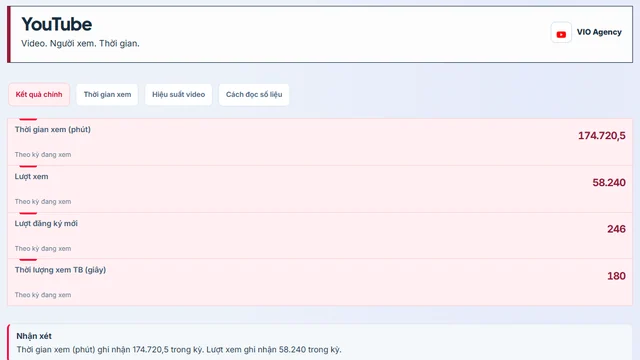 YouTube
Video. Người xem. Thời gian.
VIO Agency
Kết quả chính
Thời gian xem
Hiệu suất video
Cách đọc số liệu
Thời gian xem (phút)
174.720,5
Theo kỳ đang xem
Lượt xem
58.240
Theo kỳ đang xem
Lượt đăng ký mới
246
Theo kỳ đang xem
Thời lượng xem TB (giây)
180
Theo kỳ đang xem
Nhận xét
Thời gian xem (phút) ghi nhận 174.720,5 trong kỳ. Lượt xem ghi nhận 58.240 trong kỳ.